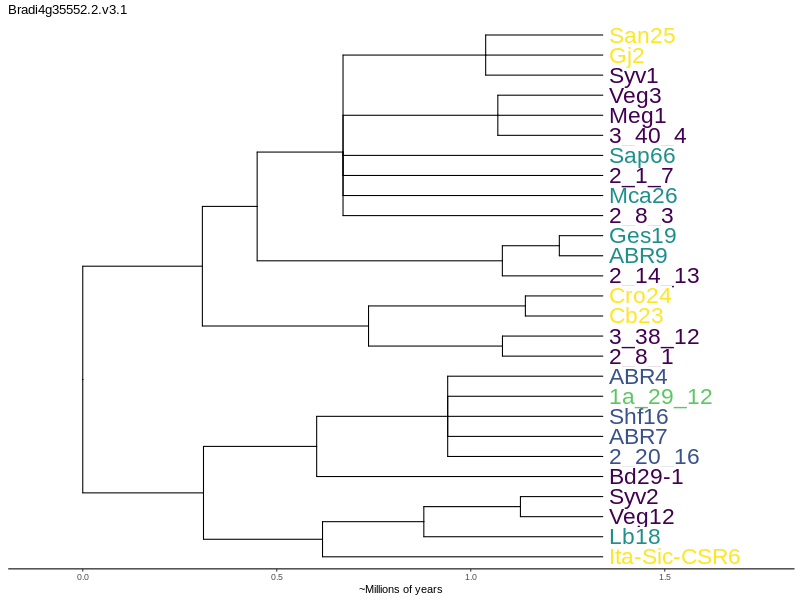 Bradi4g35552.2.v3.1
San25
Gj2
Syv1
Veg3
Meg1
3_40_4
Sap66
2_1_7
Mca26
2_8_3
Ges19
ABR9
2_14_13
Cro24
Cb23
3_38_12
2_8_1
ABR4
1a_29_12
Shf16
ABR7
2_20_16
Bd29-1
Syv2
Veg12
Lb18
Ita-Sic-CSR6
0.0 0.5 1.0 1.5
~Millions of years